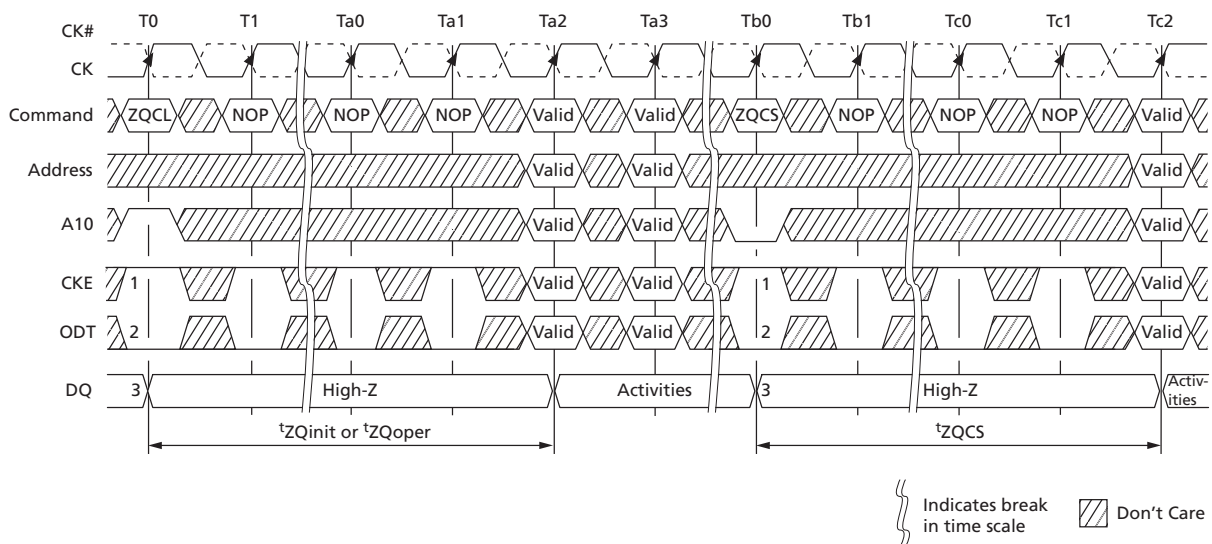 T0 T1 Ta0 Ta1 Ta2 Ta3 Tb0 Tb1 Tc0 Tc1 Tc2
CK#
CK
Command ZQCL NOP NOP NOP Valid Valid ZQCS NOP NOP NOP Valid
Address Valid Valid Valid
A10 Valid Valid Valid
CKE 1 Valid Valid 1 Valid
ODT 2 Valid Valid 2 Valid
DQ 3 High-Z Activities 3 High-Z Activ-
ities
tZQinit or tZQoper tZQCS
Indicates break
in time scale
Don't Care